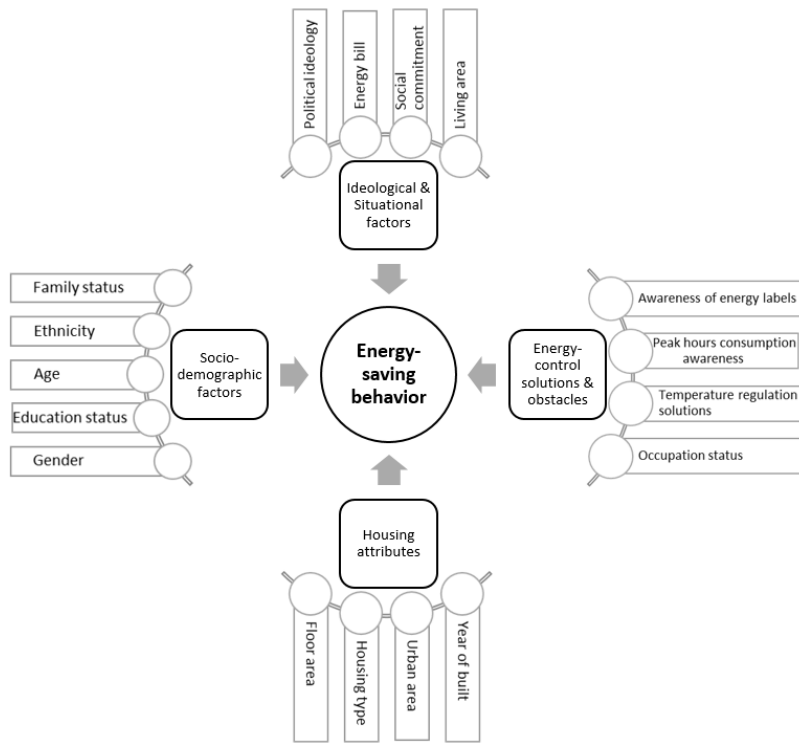 Political ideology
Energy bill
Social
commitment
Living area
Ideological &
Situational
factors
Family status
Ethnicity
Age
Education status
Gender
Socio-
demographic
factors
Energy-
saving
behavior
Energy-
control
solutions &
obstacles
Awareness of energy labels
Peak hours consumption
awareness
Temperature regulation
solutions
Occupation status
Housing
attributes
Floor area
Housing type
Urban area
Year of built